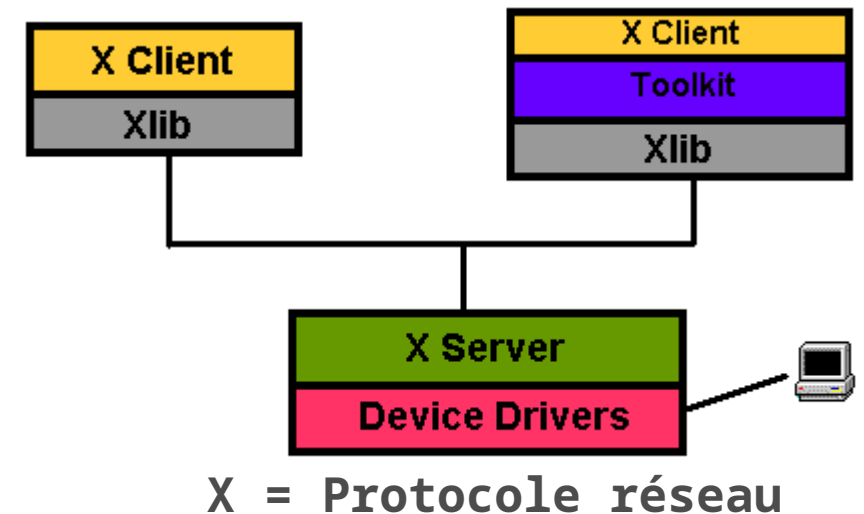 X Client
Xlib
X Client
Toolkit
Xlib
X Server
Device Drivers
X = Protocole réseau